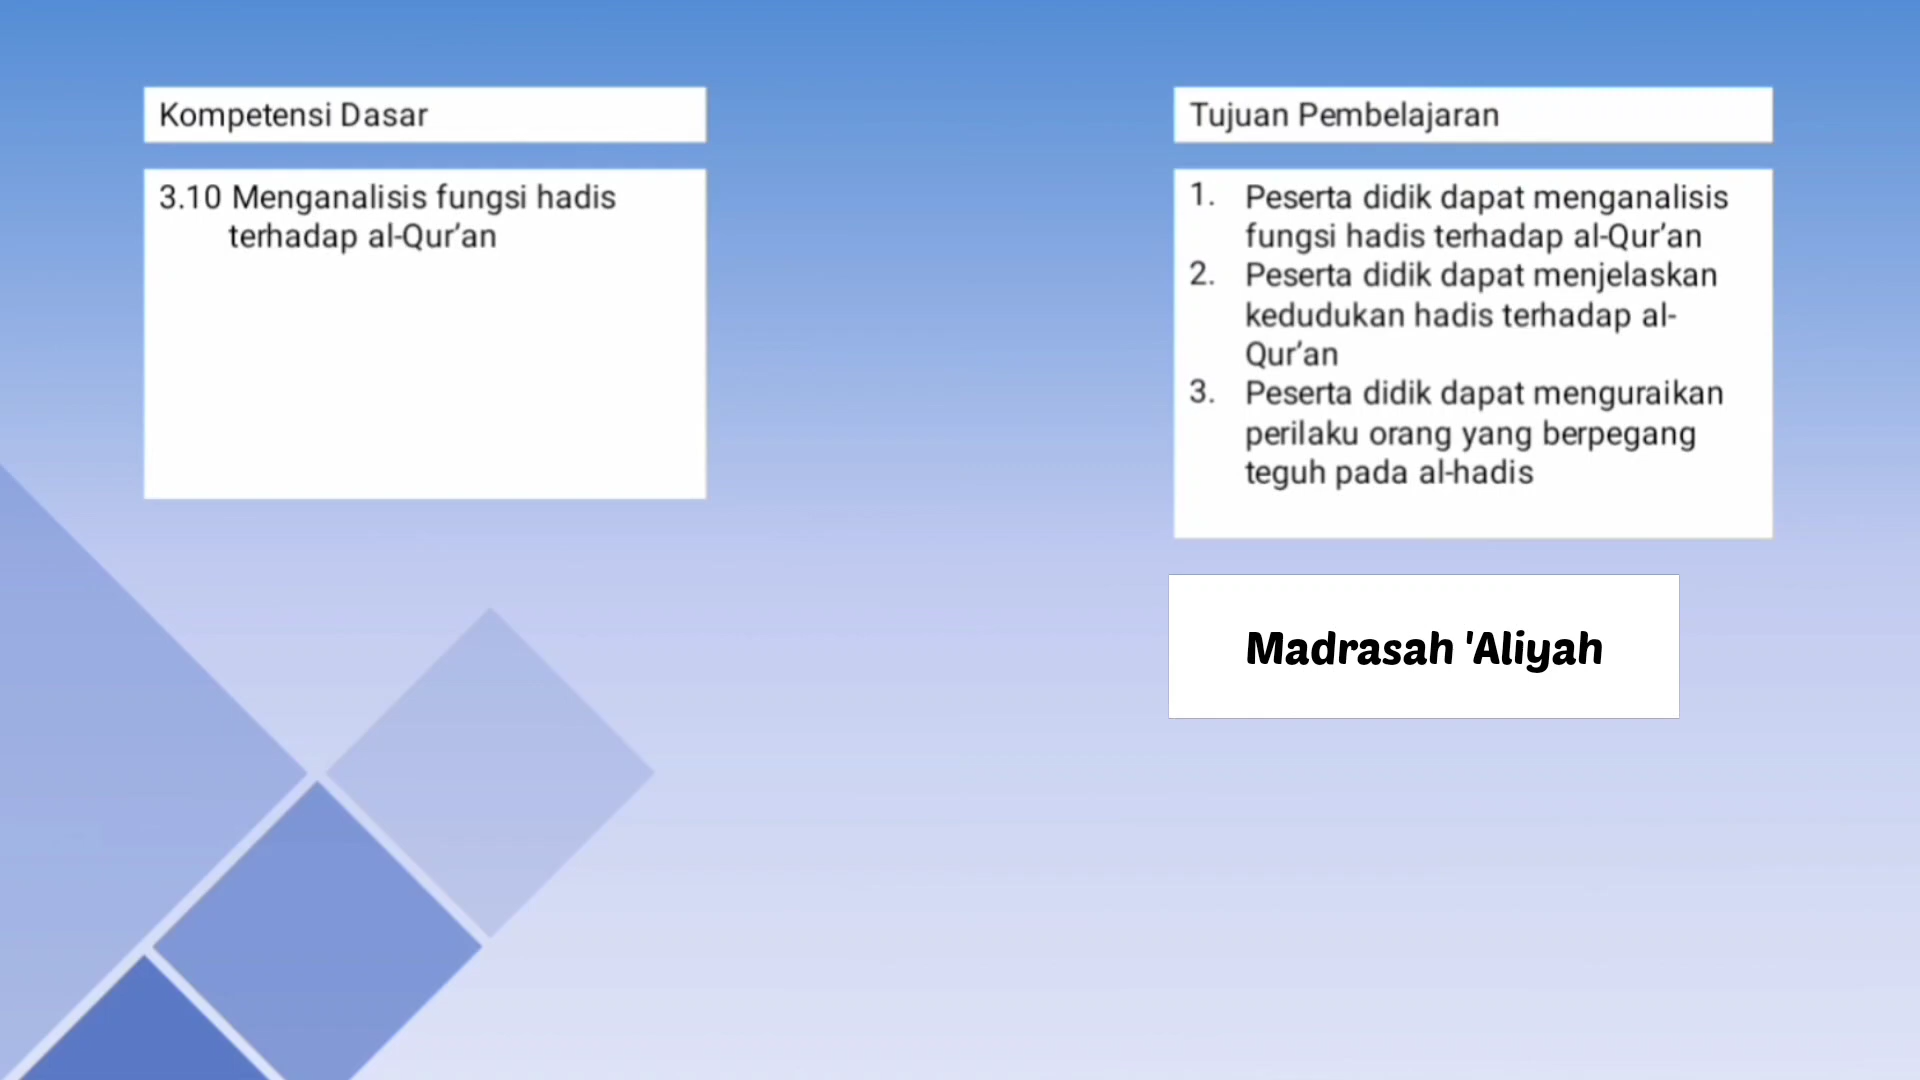 Kompetensi Dasar
3.10 Menganalisis fungsi hadis
terhadap al-Qur’an
Tujuan Pembelajaran
1. Peserta didik dapat menganalisis
fungsi hadis terhadap al-Qur’an
2. Peserta didik dapat menjelaskan
kedudukan hadis terhadap al-
Qur’an
3. Peserta didik dapat menguraikan
perilaku orang yang berpegang
teguh pada al-hadis
Madrasah 'Aliyah